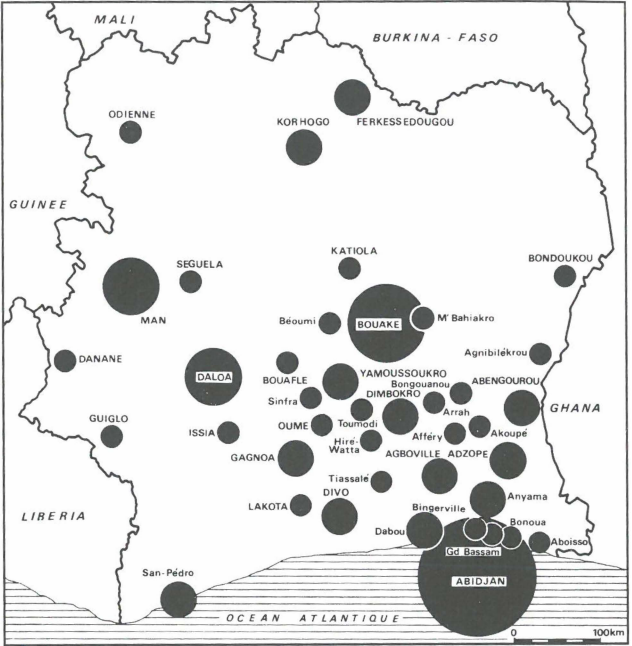 MALI
BURKINA - FASO
ODIENNE
KORHOGO
FERKESSEDOUGOU
GUINEE
KATIOLA
BONDOUKOU
SEGUELA
MAN
Béoumi
BOUAKE
M'Bahiakro
Agnibilékrou
DANANE
DALOA
BOUAFLE
YAMOUSSOUKRO
Bongouanou
ABENGOUROU
Sinfra
DIMBOKRO
Arrah
GHANA
GUIGLO
ISSIA
OUME
Toumodi
Afféry
Akoupé
Hiré-
Watta
GAGNOA
AGBOVILLE
ADZOPE
Tiassalé
LAKOTA
DIVO
Anyama
LIBERIA
Bingerville
Dabou
Bonoua
Gd Bassam
Aboisso
San-Pédro
ABIDJAN
OCEAN ATLANTIQUE
0 100km